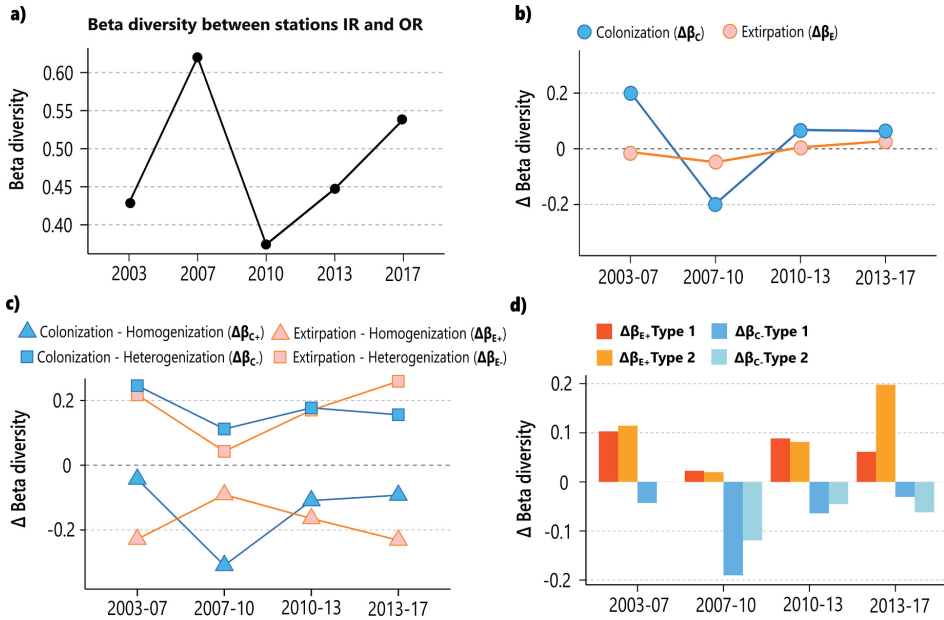 a)
Beta diversity between stations IR and OR
Beta diversity
0.60
0.55
0.50
0.45
0.40
2003 2007 2010 2013 2017
b)
Colonization (ΔβC) Extirpation (ΔβE)
Δ Beta diversity
0.2
0
-0.2
2003-07 2007-10 2010-13 2013-17
c)
Colonization - Homogenization (ΔβC+) Extirpation - Homogenization (ΔβE+)
Colonization - Heterogenization (ΔβC-) Extirpation - Heterogenization (ΔβE-)
Δ Beta diversity
0.2
0
-0.2
2003-07 2007-10 2010-13 2013-17
d)
ΔβE+Type 1 ΔβC-Type 1
ΔβE+Type 2 ΔβC-Type 2
Δ Beta diversity
0.2
0.1
0
-0.1
-0.2
2003-07 2007-10 2010-13 2013-17